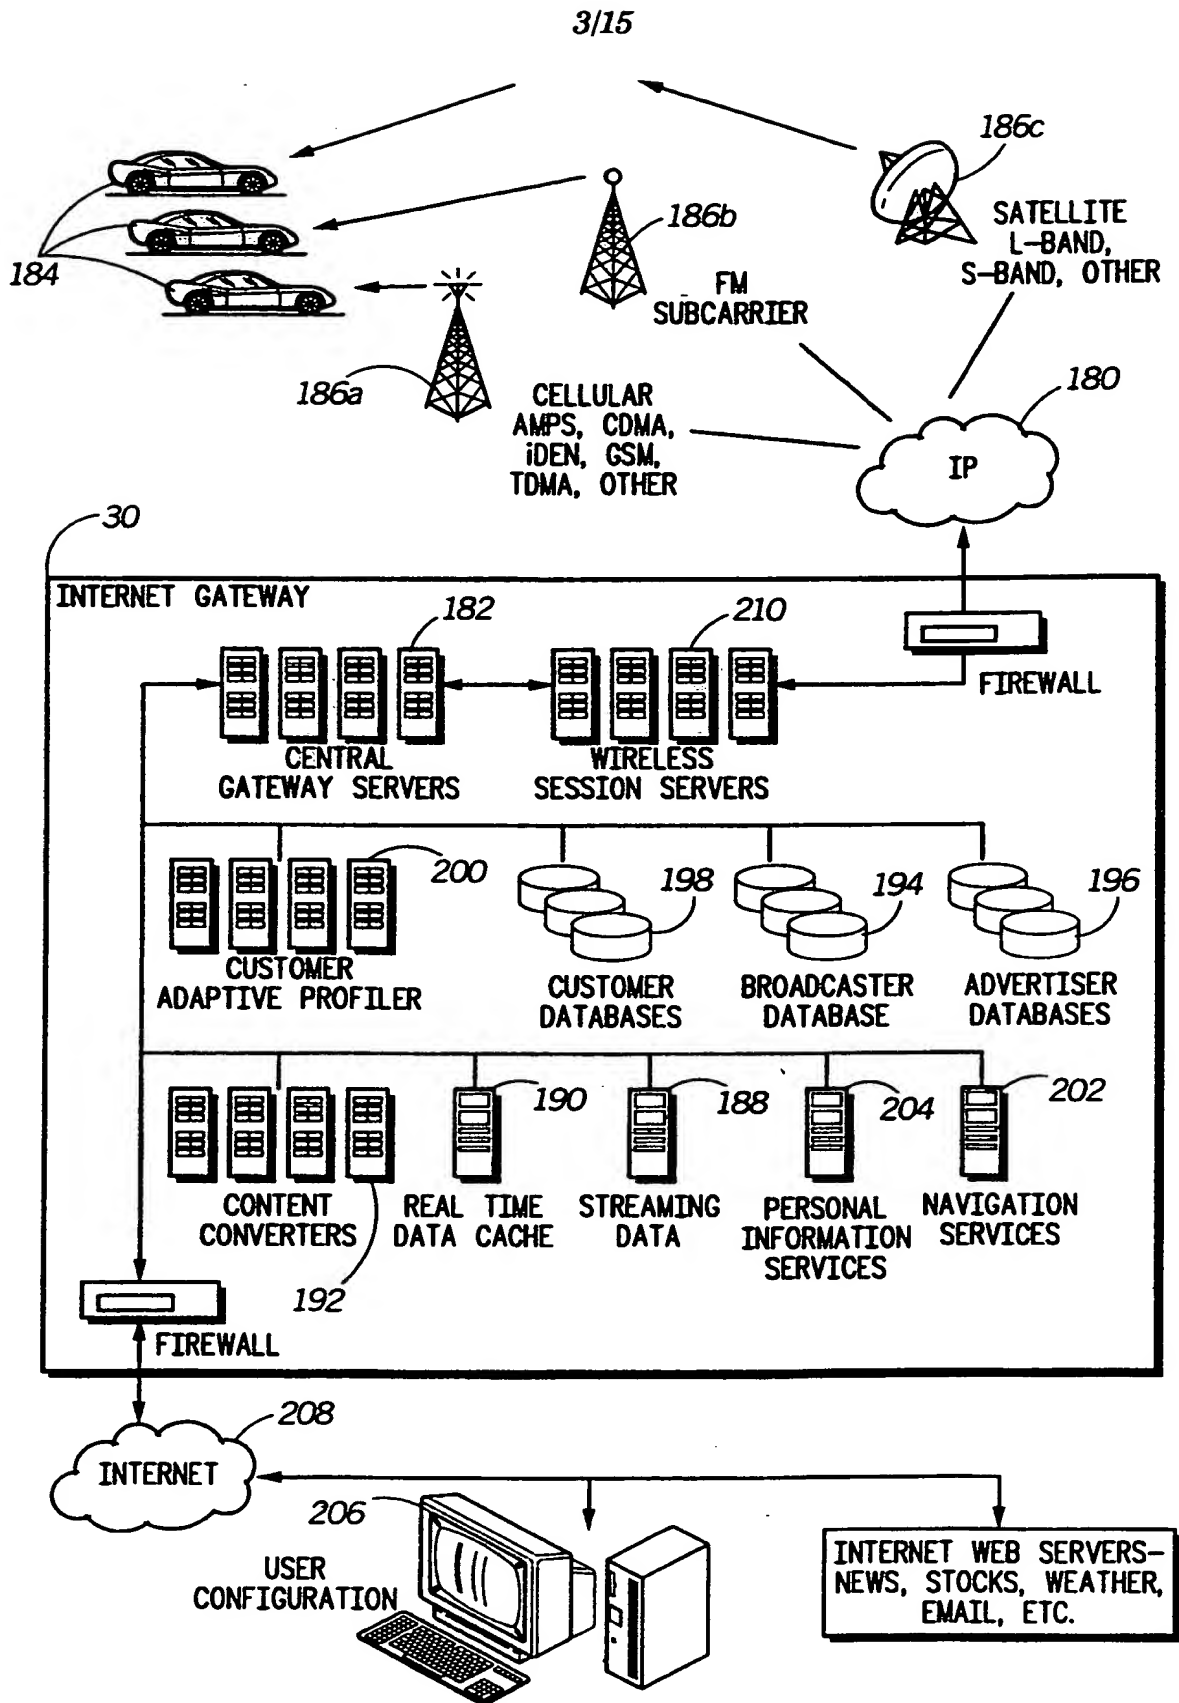 3/15
186c
SATELLITE
L-BAND,
S-BAND, OTHER
186b
FM
SUBCARRIER
184
186a
CELLULAR
AMPS, CDMA,
iDEN, GSM,
TDMA, OTHER
180
IP
30
INTERNET GATEWAY
182
210
FIREWALL
CENTRAL
GATEWAY SERVERS
WIRELESS
SESSION SERVERS
200
198
194
196
CUSTOMER
ADAPTIVE PROFILER
CUSTOMER
DATABASES
BROADCASTER
DATABASE
ADVERTISER
DATABASES
190
188
204
202
CONTENT
CONVERTERS
REAL TIME
DATA CACHE
STREAMING
DATA
PERSONAL
INFORMATION
SERVICES
NAVIGATION
SERVICES
192
FIREWALL
208
INTERNET
206
USER
CONFIGURATION
INTERNET WEB SERVERS-
NEWS, STOCKS, WEATHER,
EMAIL, ETC.